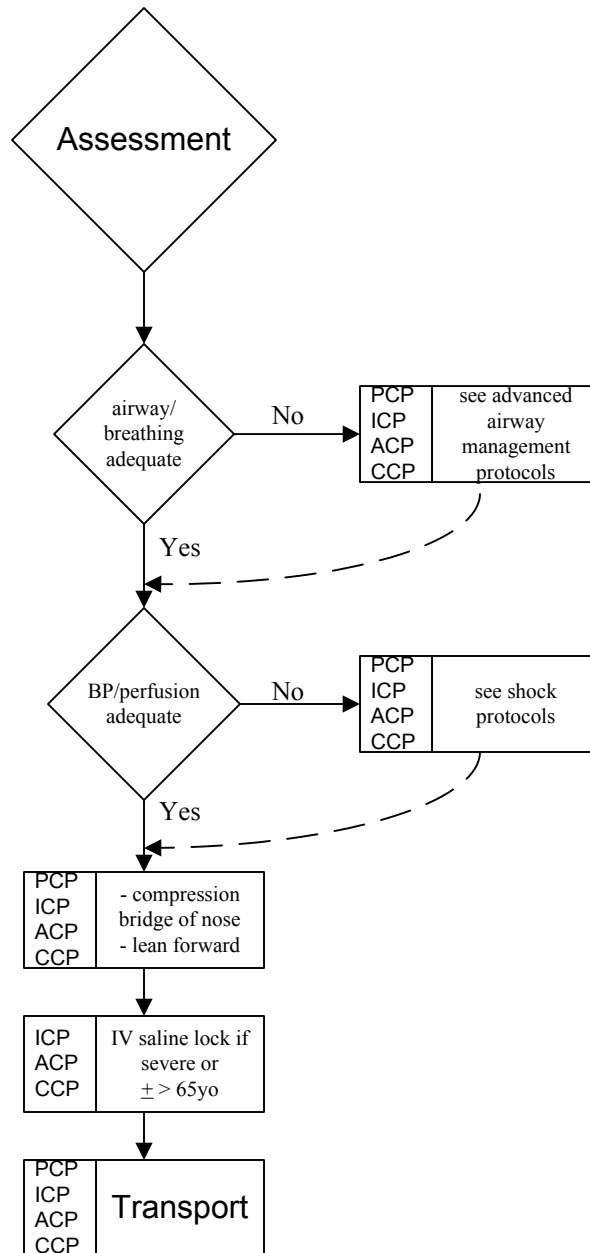 Assessment
airway/
breathing
adequate
No
PCP
ICP
ACP
CCP
see advanced
airway
management
protocols
Yes
BP/perfusion
adequate
No
PCP
ICP
ACP
CCP
see shock
protocols
Yes
PCP
ICP
ACP
CCP
- compression
bridge of nose
- lean forward
ICP
ACP
CCP
IV saline lock if
severe or
± > 65yo
PCP
ICP
ACP
CCP
Transport